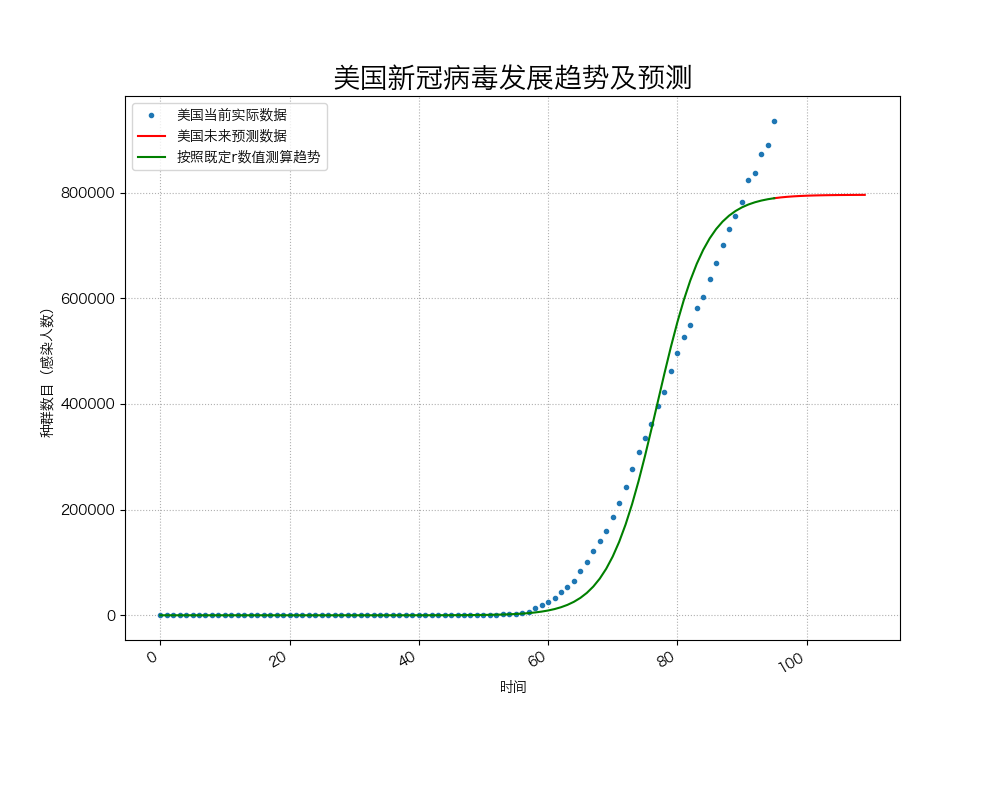 美国新冠病毒发展趋势及预测
美国当前实际数据
美国未来预测数据
按照既定r数值测算趋势
800000
600000
400000
200000
0
种群数目（感染人数）
0 20 40 60 80 100
时间